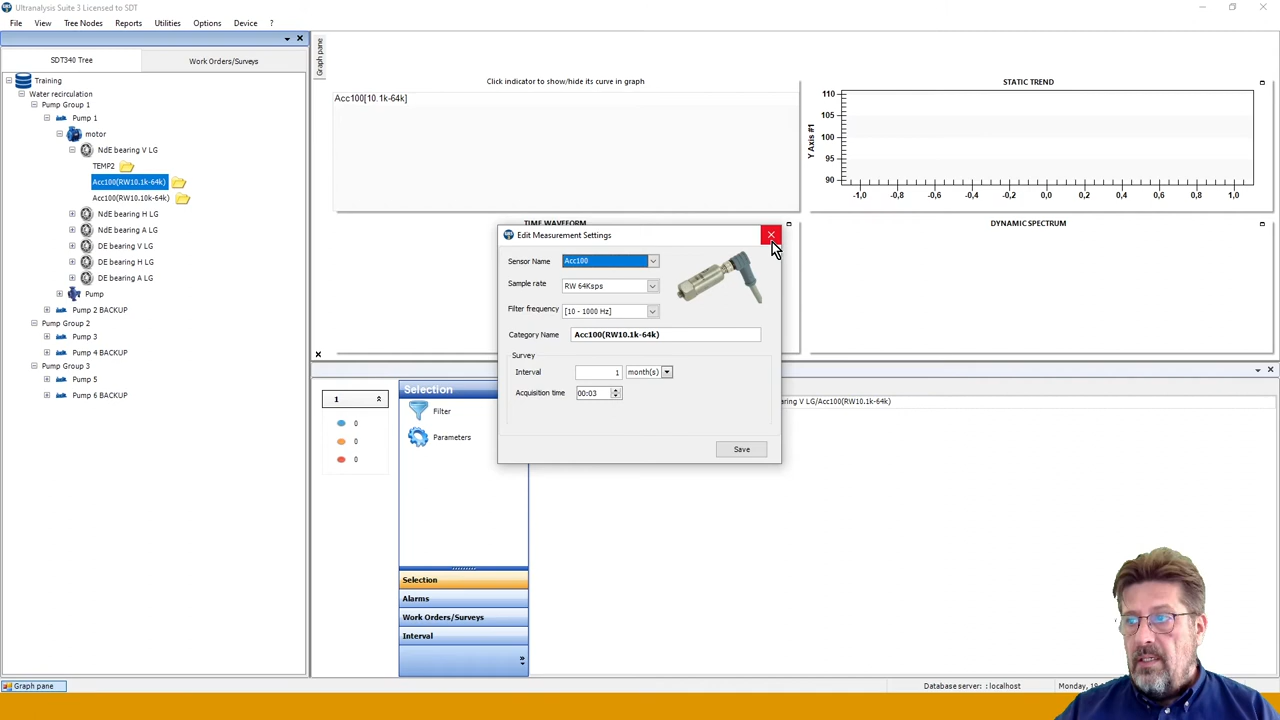 Ultranalysis Suite 3 Licensed to SDT
File View Tree Nodes Reports Utilities Options Device ?
SDT340 Tree
Work Orders/Surveys
Training
Water recirculation
Pump Group 1
Pump 1
motor
NdE bearing V LG
TEMP2
Acc100(RW10.1k-64k)
Acc100(RW10.10k-64k)
NdE bearing H LG
NdE bearing A LG
DE bearing V LG
DE bearing H LG
DE bearing A LG
Pump
Pump 2 BACKUP
Pump Group 2
Pump 3
Pump 4 BACKUP
Pump Group 3
Pump 5
Pump 6 BACKUP
Graph pane
Click indicator to show/hide its curve in graph
Acc100[10.1k-64k]
STATIC TREND
Y Axis #1
110
105
100
95
90
-1,0 -0,8 -0,6 -0,4 -0,2 0,0 0,2 0,4 0,6 0,8 1,0
TIME WAVEFORM
DYNAMIC SPECTRUM
Edit Measurement Settings
Sensor Name Acc100
Sample rate RW 64Ksps
Filter frequency [10 - 1000 Hz]
Category Name Acc100(RW10.1k-64k)
Survey
Interval 1 month(s)
Acquisition time 00:03
Save
1
0
0
0
Selection
Filter
Parameters
Selection
Alarms
Work Orders/Surveys
Interval
aring V LG/Acc100(RW10.1k-64k)
Graph pane
Database server: : localhost
Monday,